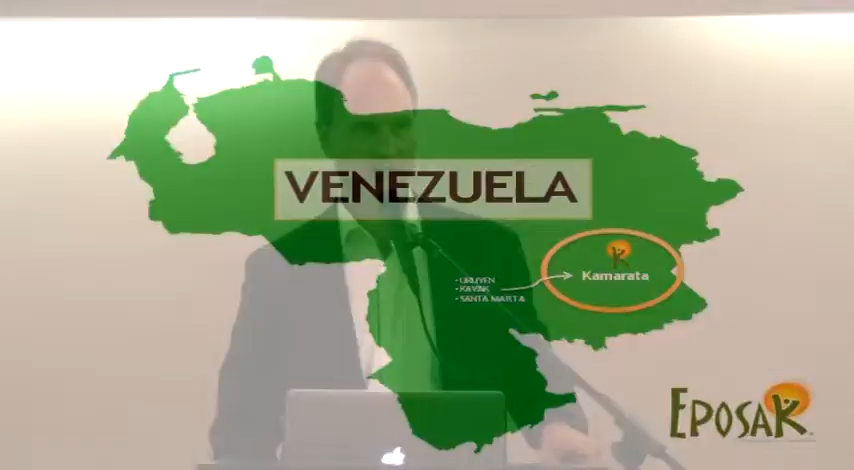 VENEZUELA
• URUYEN
• KAVAK
• SANTA MARTA
Kamarata
EPOSAK